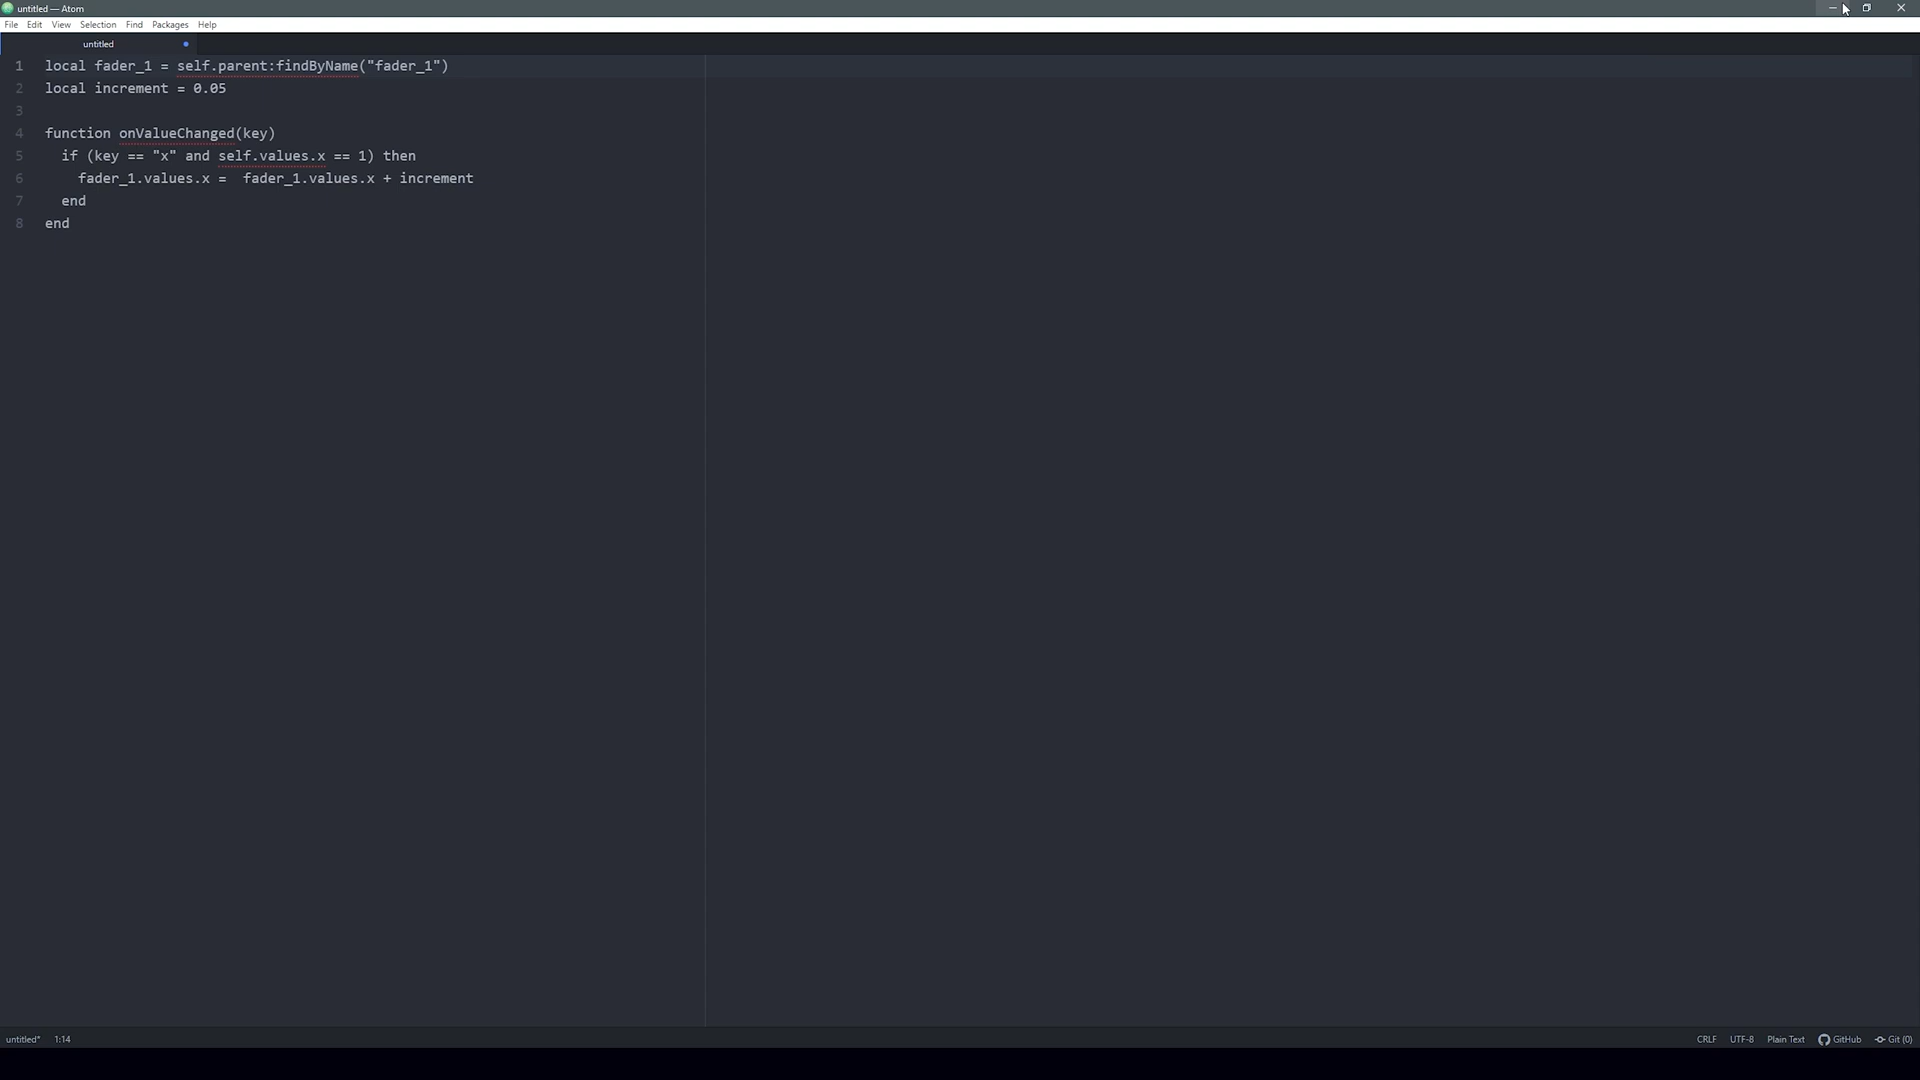 untitled — Atom
File Edit View Selection Find Packages Help
untitled
1 local fader_1 = self.parent:findByName("fader_1")
2 local increment = 0.05
3
4 function onValueChanged(key)
5   if (key == "x" and self.values.x == 1) then
6     fader_1.values.x =  fader_1.values.x + increment
7   end
8 end
untitled* 1:14 CRLF UTF-8 Plain Text GitHub Git (0)